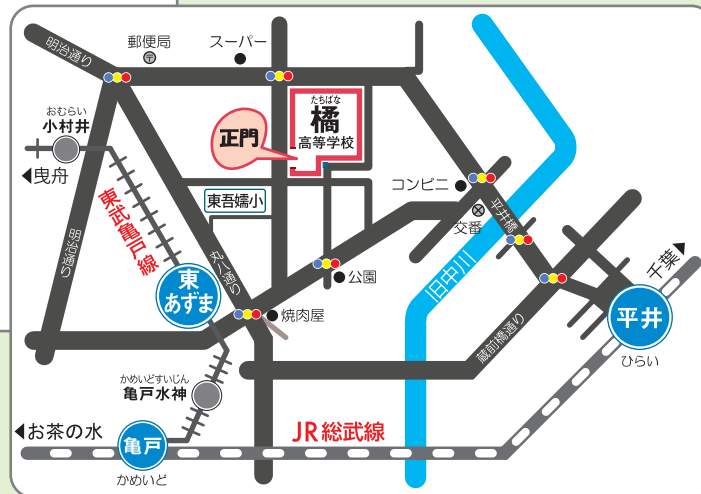 明治通り
郵便局
〒
スーパー
たちばな
橘
高等学校
正門
おむらい
小村井
◀曳舟
コンビニ
東武亀戸線
東吾嬬小
交番
平井橋
明治通り
丸八通り
旧中川
千葉▶
東
あずま
公園
焼肉屋
平井
ひらい
蔵前橋通り
かめいどすいじん
亀戸水神
◀お茶の水
JR総武線
亀戸
かめいど